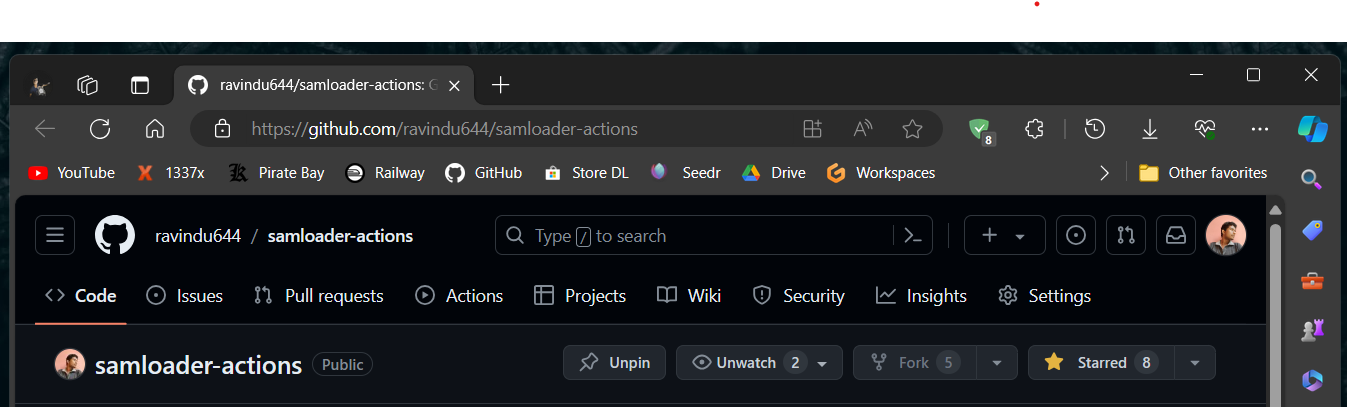 ravindu644/samloader-actions: G
https://github.com/ravindu644/samloader-actions
8
YouTube 1337x Pirate Bay Railway GitHub Store DL Seedr Drive Workspaces Other favorites
ravindu644 / samloader-actions Type / to search
Code Issues Pull requests Actions Projects Wiki Security Insights Settings
samloader-actions Public Unpin Unwatch 2 Fork 5 Starred 8